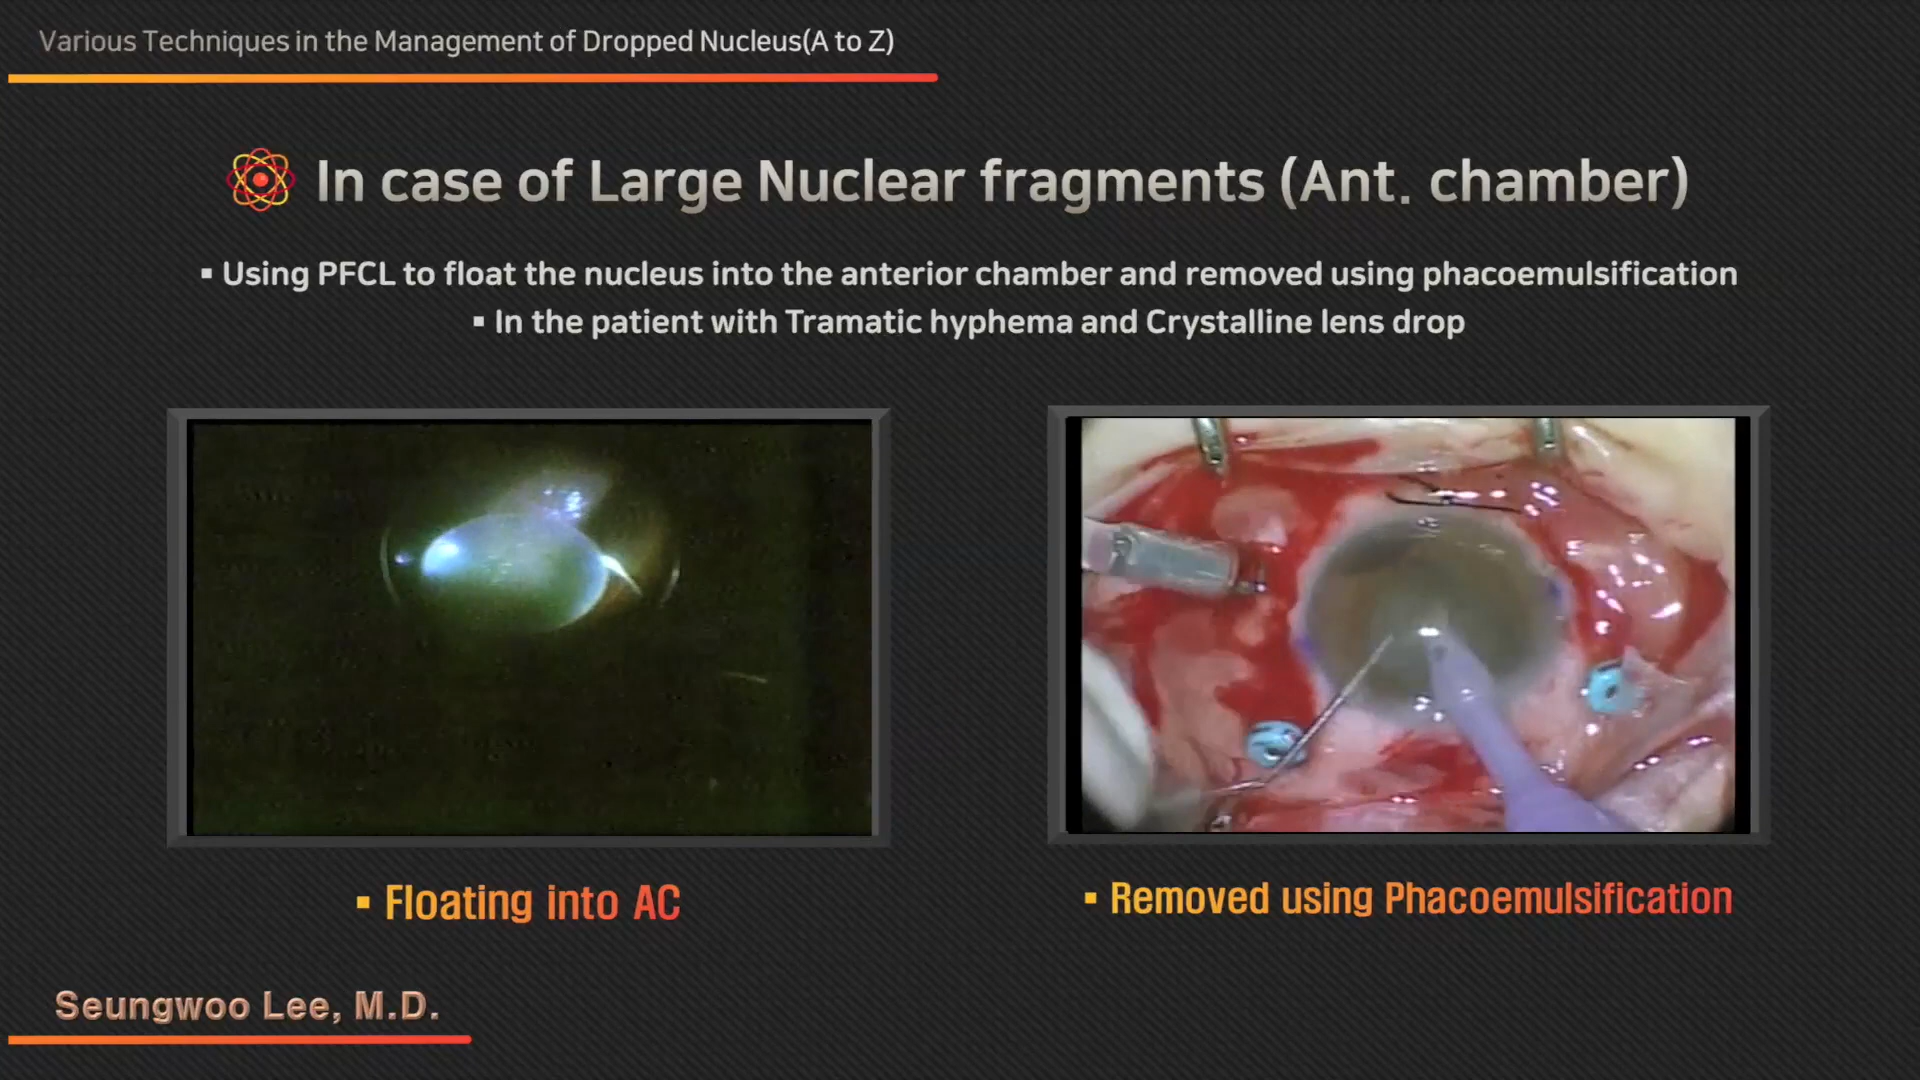 Various Techniques in the Management of Dropped Nucleus(A to Z)
In case of Large Nuclear fragments (Ant. chamber)
▪ Using PFCL to float the nucleus into the anterior chamber and removed using phacoemulsification
▪ In the patient with Tramatic hyphema and Crystalline lens drop
▪ Floating into AC
▪ Removed using Phacoemulsification
Seungwoo Lee, M.D.